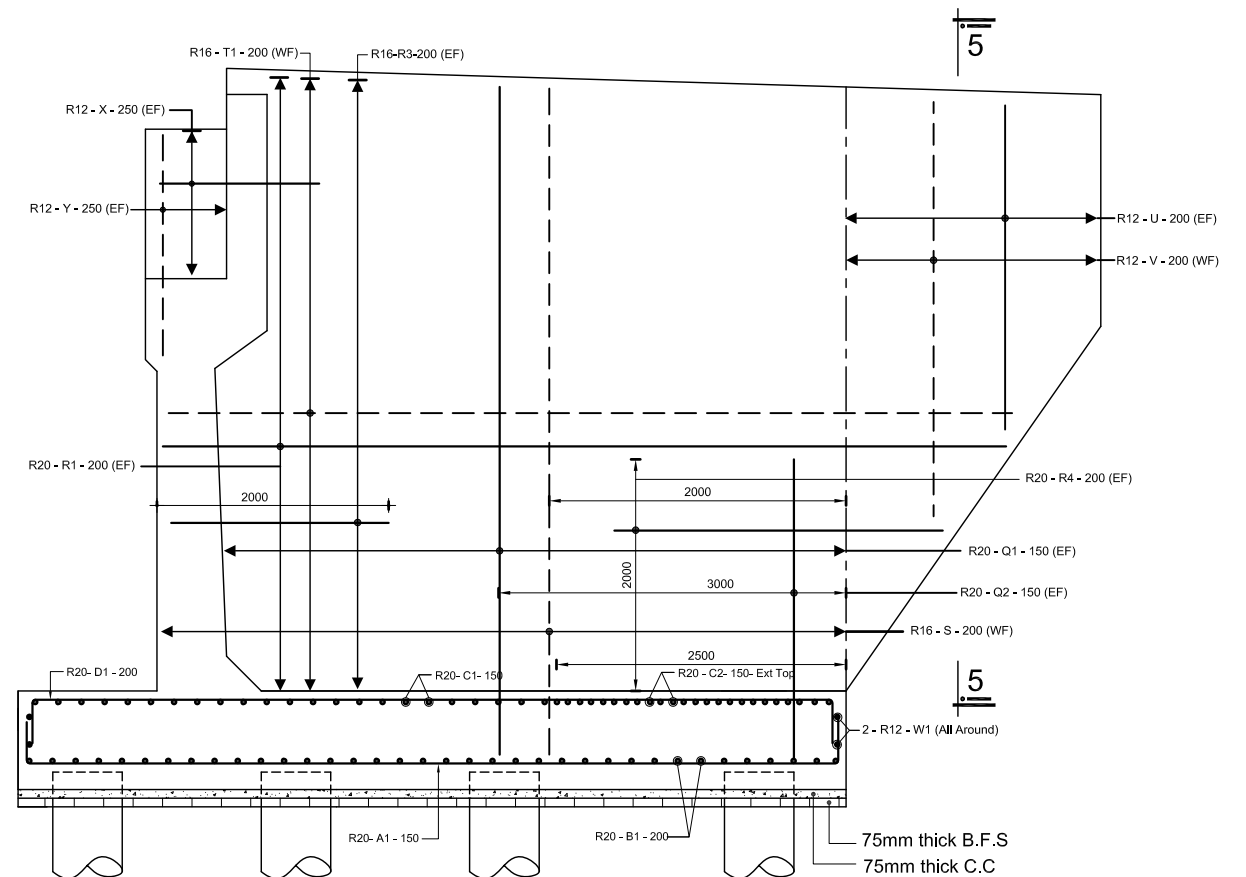 5
R16 - T1 - 200 (WF)
R16-R3-200 (EF)
R12 - X - 250 (EF)
R12 - Y - 250 (EF)
R12 - U - 200 (EF)
R12 - V - 200 (WF)
R20 - R1 - 200 (EF)
R20 - R4 - 200 (EF)
2000
2000
R20 - Q1 - 150 (EF)
2000
3000
R20 - Q2 - 150 (EF)
R16 - S - 200 (WF)
2500
R20- D1 - 200
R20- C1- 150
R20 - C2- 150- Ext Top
5
2 - R12 - W1 (All Around)
R20- A1 - 150
R20 - B1 - 200
75mm thick B.F.S
75mm thick C.C